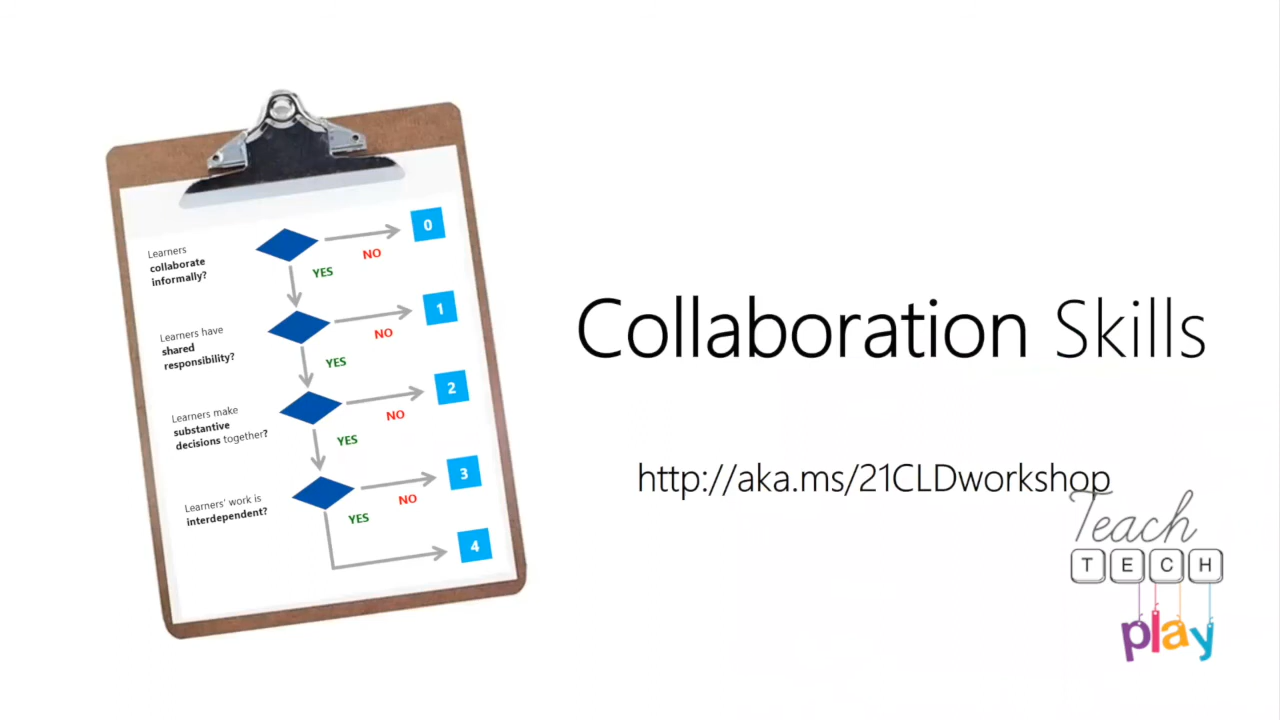 Learners
collaborate
informally?
NO
0
YES
Learners have
shared
responsibility?
NO
1
YES
Learners make
substantive
decisions together?
NO
2
YES
Learners' work is
interdependent?
NO
3
YES
4
Collaboration Skills
http://aka.ms/21CLDworkshop
Teach
TECH
play